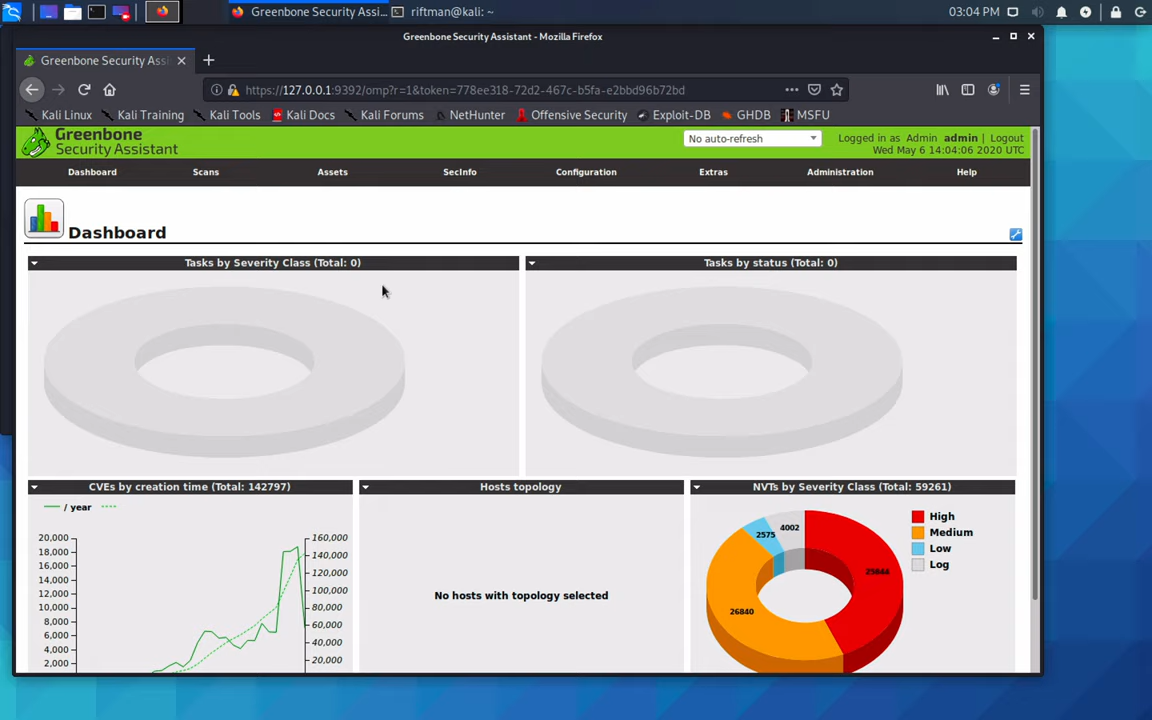 Greenbone Security Assi...
riftman@kali: ~
03:04 PM
Greenbone Security Assistant - Mozilla Firefox
Greenbone Security Assi
https://127.0.0.1:9392/omp?r=1&token=778ee318-72d2-467c-b5fa-e2bbd96b72bd
Kali Linux
Kali Training
Kali Tools
Kali Docs
Kali Forums
NetHunter
Offensive Security
Exploit-DB
GHDB
MSFU
Greenbone
Security Assistant
No auto-refresh
Logged in as Admin admin | Logout
Wed May 6 14:04:06 2020 UTC
Dashboard
Scans
Assets
SecInfo
Configuration
Extras
Administration
Help
Dashboard
Tasks by Severity Class (Total: 0)
Tasks by status (Total: 0)
CVEs by creation time (Total: 142797)
/ year
20,000
18,000
16,000
14,000
12,000
10,000
8,000
6,000
4,000
2,000
160,000
140,000
120,000
100,000
80,000
60,000
40,000
20,000
Hosts topology
No hosts with topology selected
NVTs by Severity Class (Total: 59261)
High
Medium
Low
Log
4002
2575
25844
26840